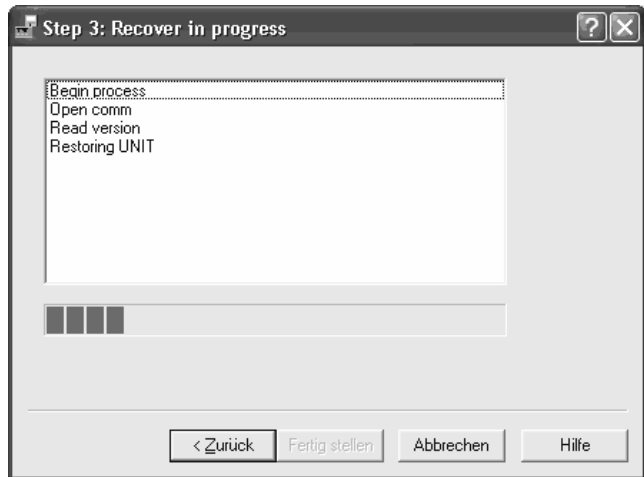 Step 3: Recover in progress
Begin process
Open comm
Read version
Restoring UNIT
< Zurück
Fertig stellen
Abbrechen
Hilfe